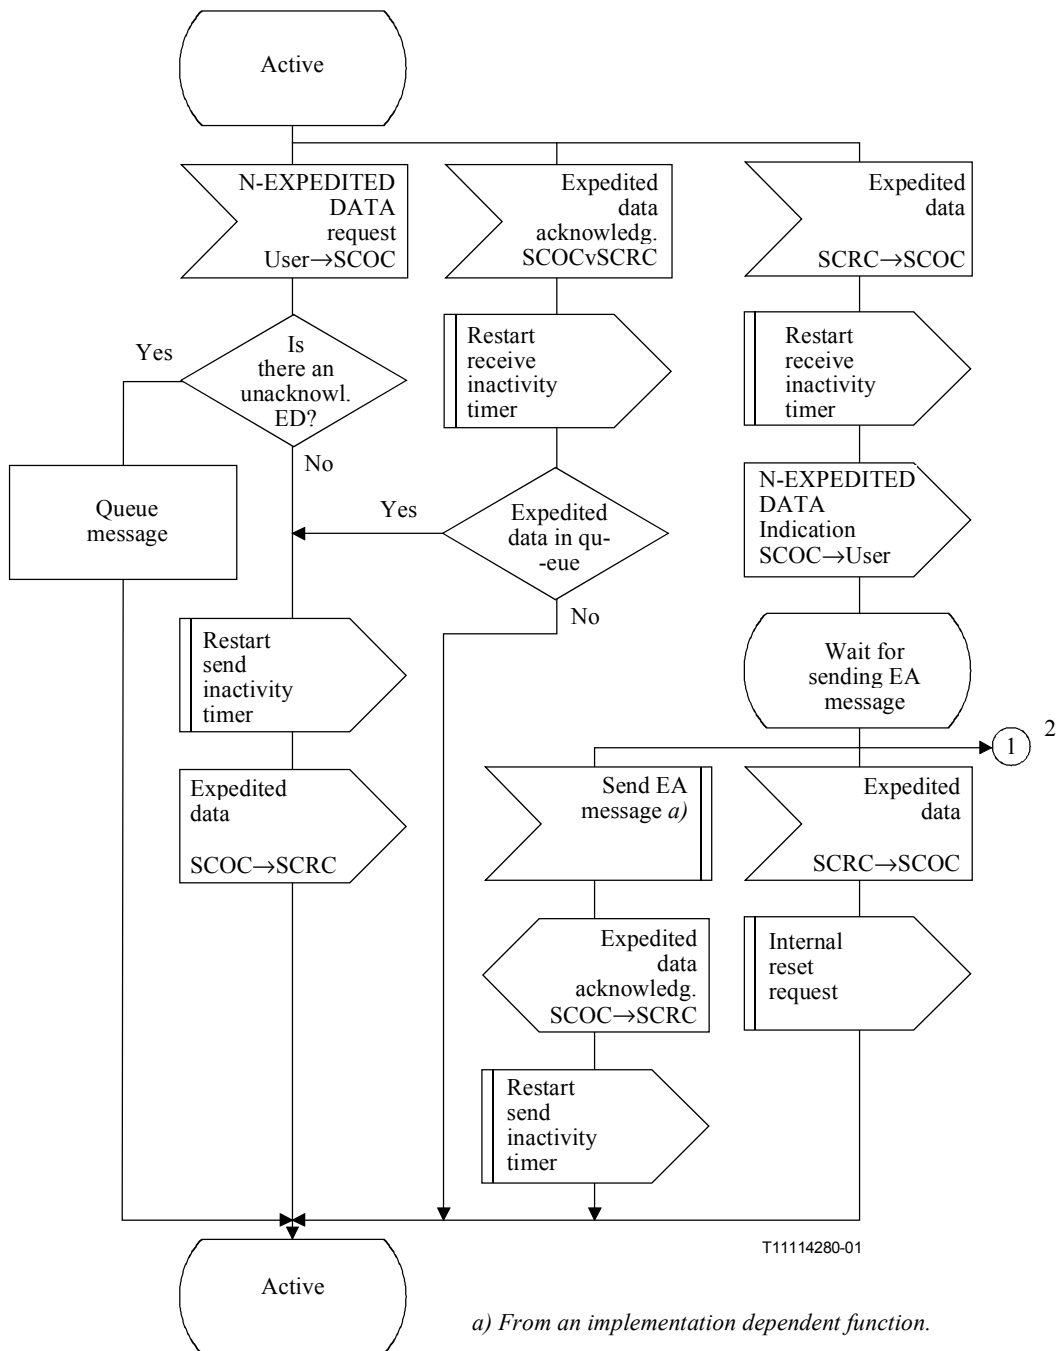 Active
N-EXPEDITED
DATA
request
User→SCOC
Expedited
data
acknowledg.
SCOCvSCRC
Expedited
data
SCRC→SCOC
Yes
Is
there an
unacknowl.
ED?
No
Restart
receive
inactivity
timer
Restart
receive
inactivity
timer
Queue
message
Yes
Expedited
data in qu-
-eue
No
N-EXPEDITED
DATA
Indication
SCOC→User
Restart
send
inactivity
timer
Wait for
sending EA
message
1
2
Expedited
data
SCOC→SCRC
Send EA
message a)
Expedited
data
SCRC→SCOC
Expedited
data
acknowledg.
SCOC→SCRC
Internal
reset
request
Restart
send
inactivity
timer
T11114280-01
Active
a) From an implementation dependent function.